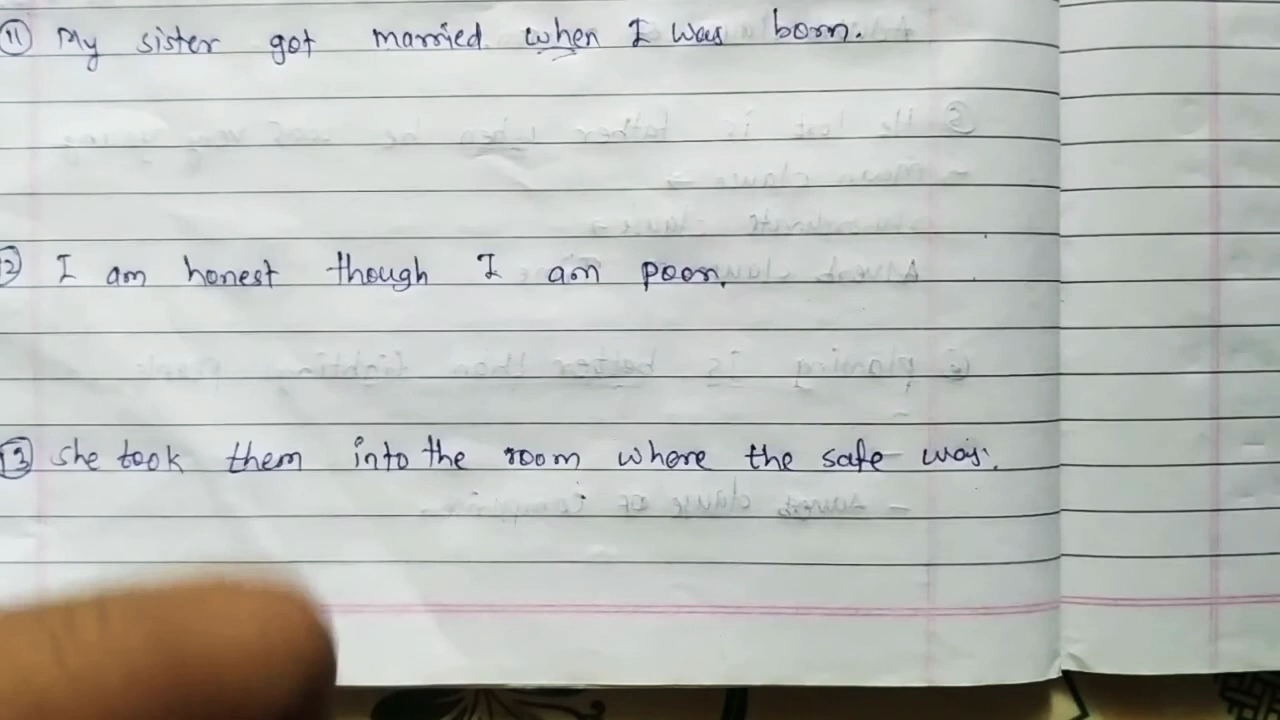 11 My sister got married when I was born.
12 I am honest though I am poor.
13 She took them into the room where the safe was.